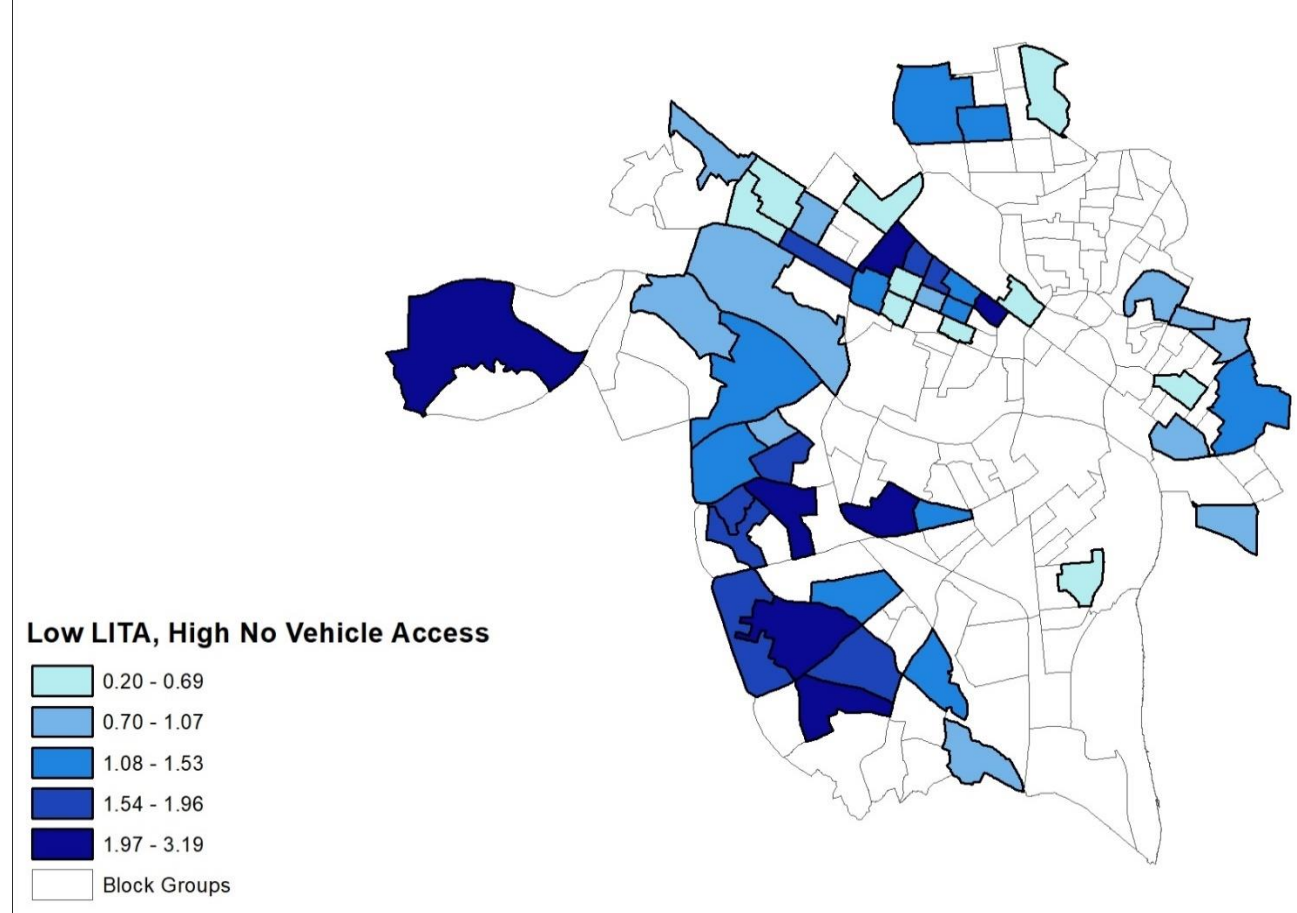 Low LITA, High No Vehicle Access
0.20 - 0.69
0.70 - 1.07
1.08 - 1.53
1.54 - 1.96
1.97 - 3.19
Block Groups